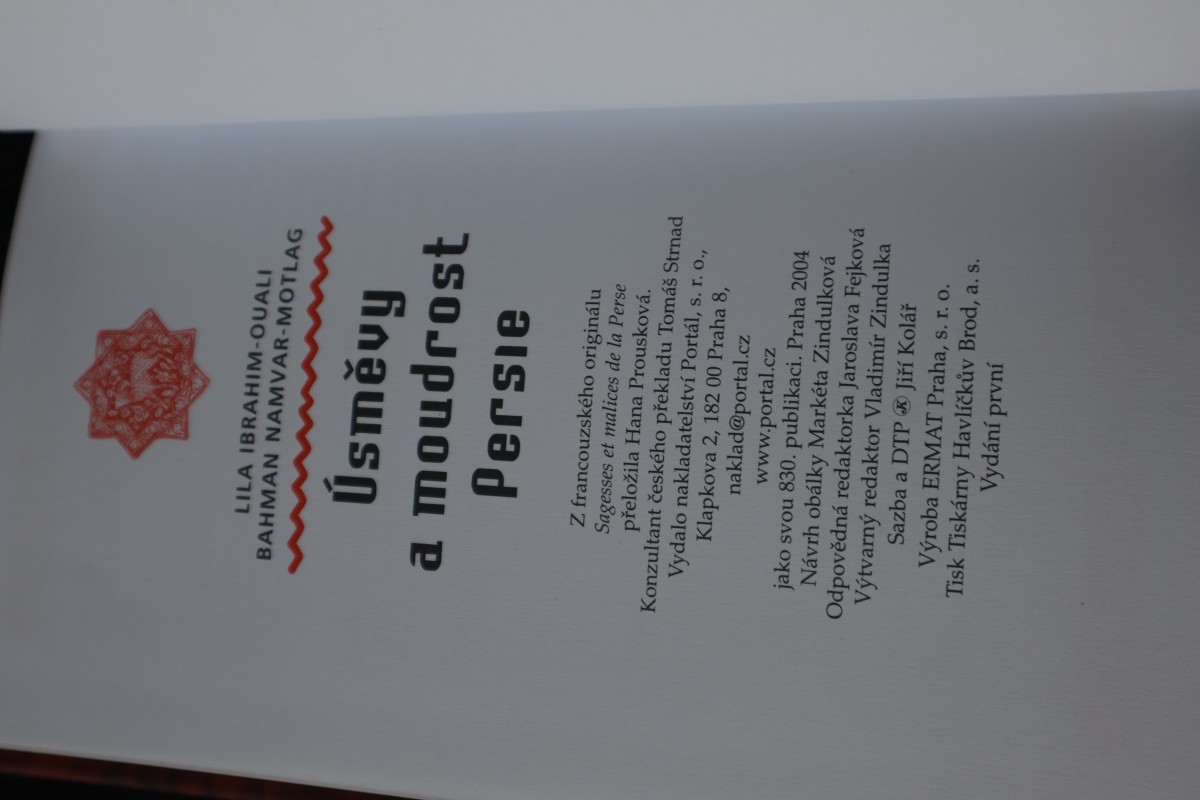 LILA IBRAHIM-OUALI
BAHMAN NAMVAR-MOTLAG
Úsměvy
a moudrost
Persie
Z francouzského originálu
Sagesses et malices de la Perse
přeložila Hana Prousková.
Konzultant českého překladu Tomáš Strnad
Vydalo nakladatelství Portál, s. r. o.,
Klapkova 2, 182 00 Praha 8,
naklad@portal.cz
www.portal.cz
jako svou 830. publikaci. Praha 2004
Návrh obálky Markéta Zindulková
Odpovědná redaktorka Jaroslava Fejková
Výtvarný redaktor Vladimír Zindulka
Sazba a DTP Jiří Kolář
Výroba ERMAT Praha, s. r. o.
Tisk Tiskárny Havlíčkův Brod, a. s.
Vydání první